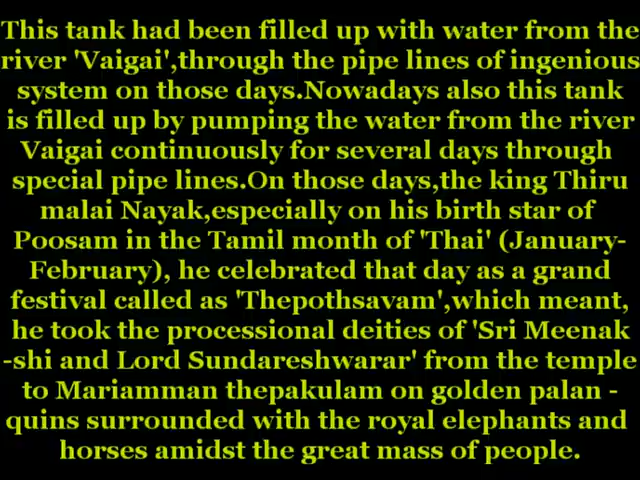 This tank had been filled up with water from the
river 'Vaigai',through the pipe lines of ingenious
system on those days.Nowadays also this tank
is filled up by pumping the water from the river
Vaigai continuously for several days through
special pipe lines.On those days,the king Thiru
malai Nayak,especially on his birth star of
Poosam in the Tamil month of 'Thai' (January-
February), he celebrated that day as a grand
festival called as 'Thepothsavam',which meant,
he took the processional deities of 'Sri Meenak
-shi and Lord Sundareshwarar' from the temple
to Mariamman thepakulam on golden palan -
quins surrounded with the royal elephants and
horses amidst the great mass of people.